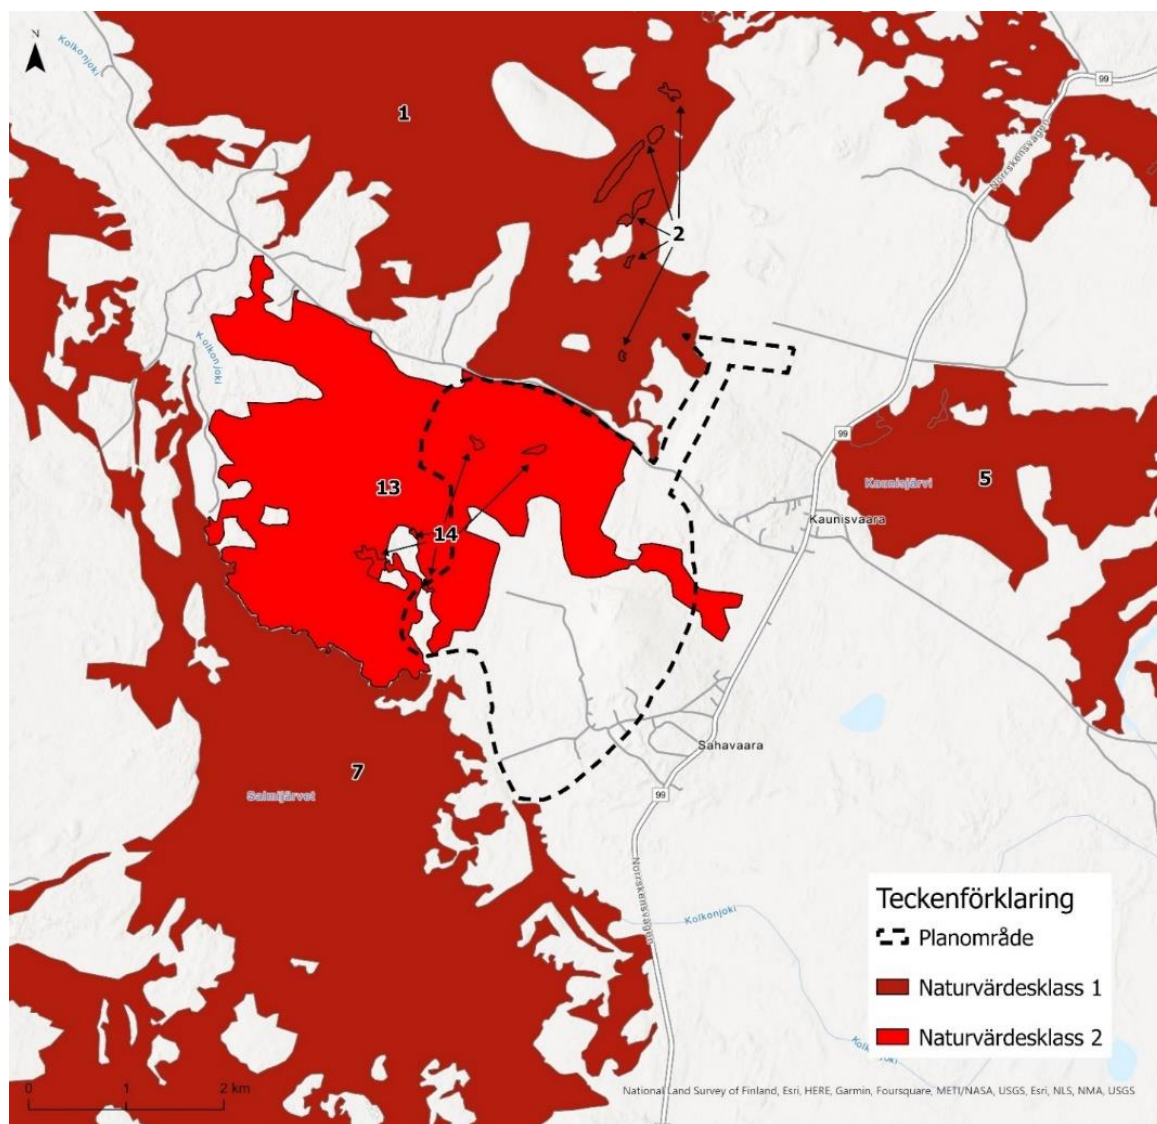 N
Kolkonjoki
99
1
Norrskensvägen
2
Kolkonjoki
99
13
Kaunisjärvi
5
14
Kaunisvaara
Sahavaara
7
Salmijärvet
99
Norrskensvägen
Kolkonjoki
Teckenförklaring
Planområde
Naturvärdesklass 1
Naturvärdesklass 2
0 1 2 km
National Land Survey of Finland, Esri, HERE, Garmin, Foursquare, METI/NASA, USGS, Esri, NLS, NMA, USGS